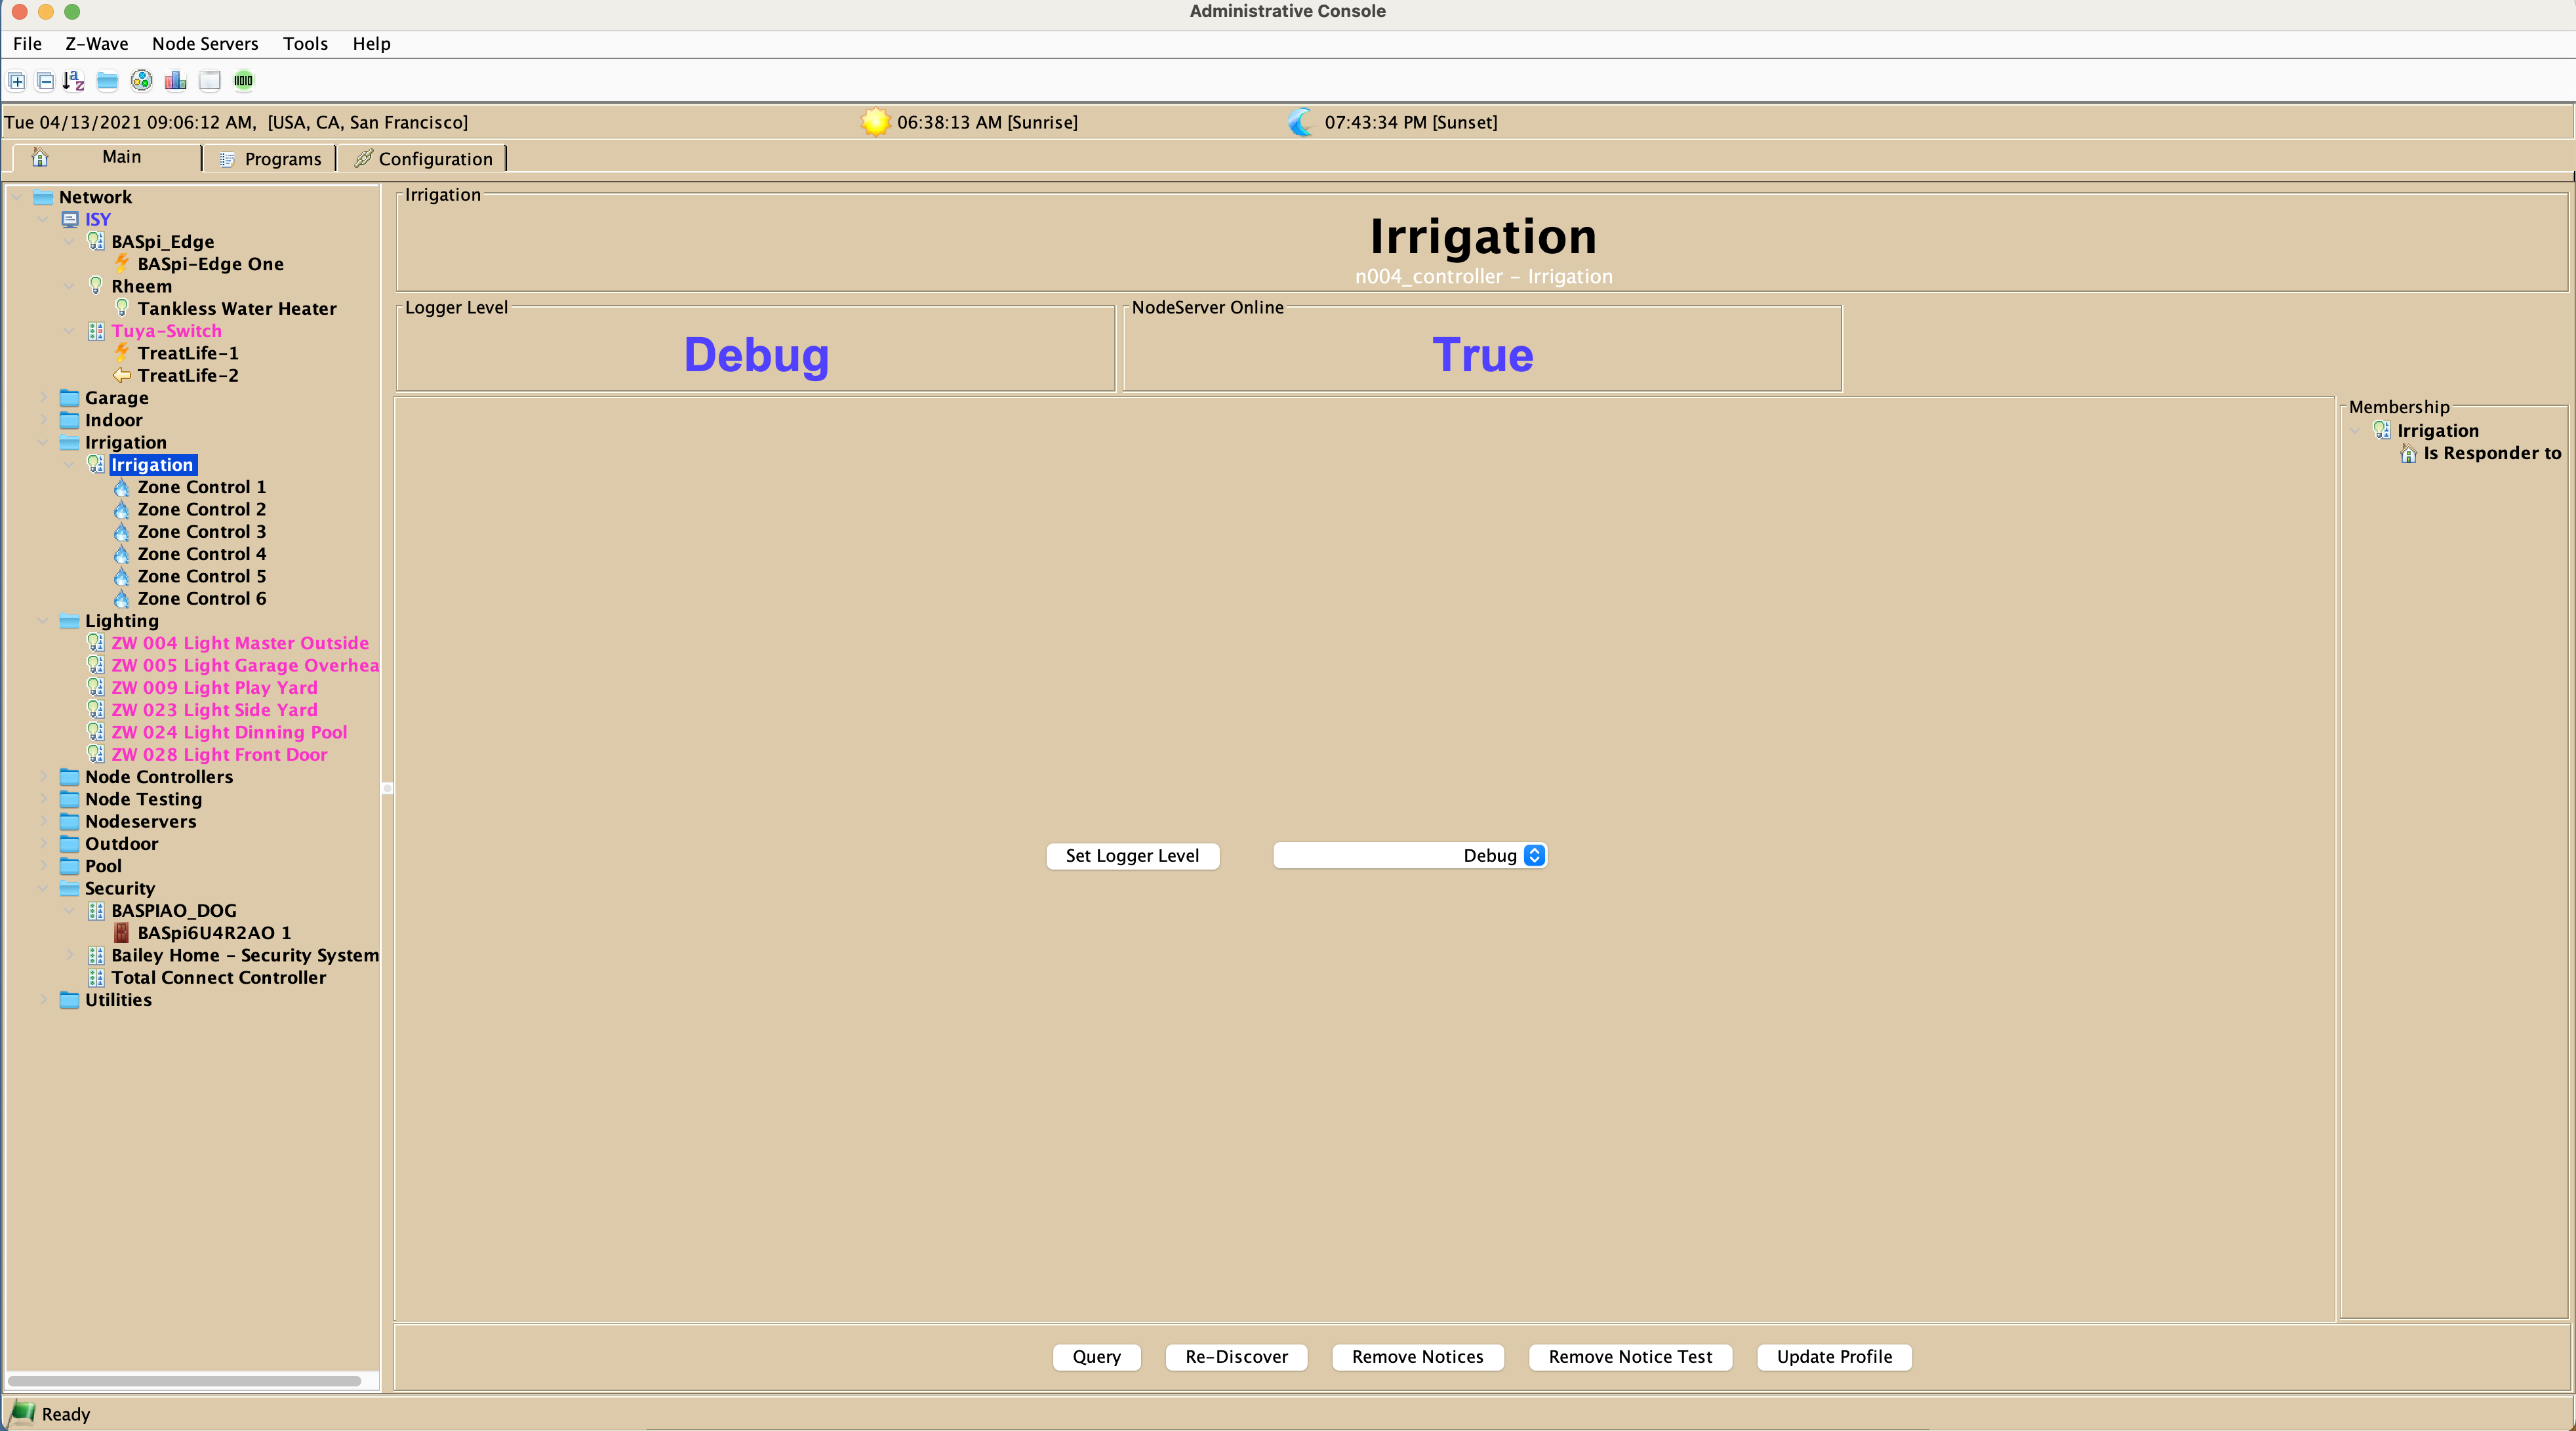 Administrative Console
File Z-Wave Node Servers Tools Help
Tue 04/13/2021 09:06:12 AM, [USA, CA, San Francisco] 06:38:13 AM [Sunrise] 07:43:34 PM [Sunset]
Main Programs Configuration
Network
ISY
BASpi_Edge
BASpi-Edge One
Rheem
Tankless Water Heater
Tuya-Switch
TreatLife-1
TreatLife-2
Garage
Indoor
Irrigation
Irrigation
Zone Control 1
Zone Control 2
Zone Control 3
Zone Control 4
Zone Control 5
Zone Control 6
Lighting
ZW 004 Light Master Outside
ZW 005 Light Garage Overhea
ZW 009 Light Play Yard
ZW 023 Light Side Yard
ZW 024 Light Dinning Pool
ZW 028 Light Front Door
Node Controllers
Node Testing
Nodeservers
Outdoor
Pool
Security
BASPIAO_DOG
BASpi6U4R2AO 1
Bailey Home - Security System
Total Connect Controller
Utilities
Irrigation
Irrigation
n004_controller - Irrigation
Logger Level
Debug
NodeServer Online
True
Membership
Irrigation
Is Responder to
Set Logger Level Debug
Query Re-Discover Remove Notices Remove Notice Test Update Profile
Ready